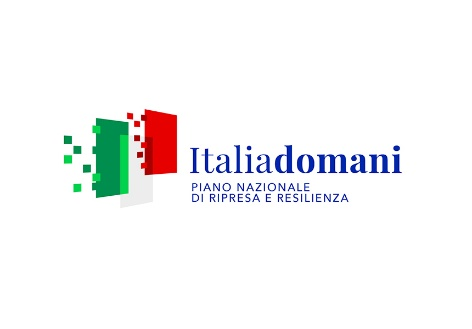 Italiadomani
PIANO NAZIONALE
DI RIPRESA E RESILIENZA